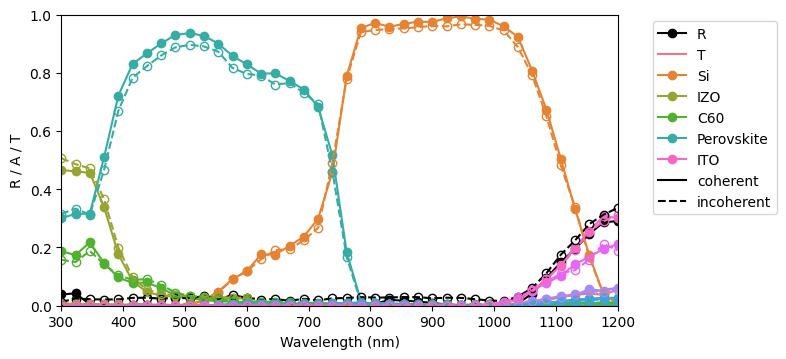 1.0
0.8
0.6
0.4
0.2
0.0
R / A / T
300 400 500 600 700 800 900 1000 1100 1200
Wavelength (nm)
R
T
Si
IZO
C60
Perovskite
ITO
coherent
incoherent